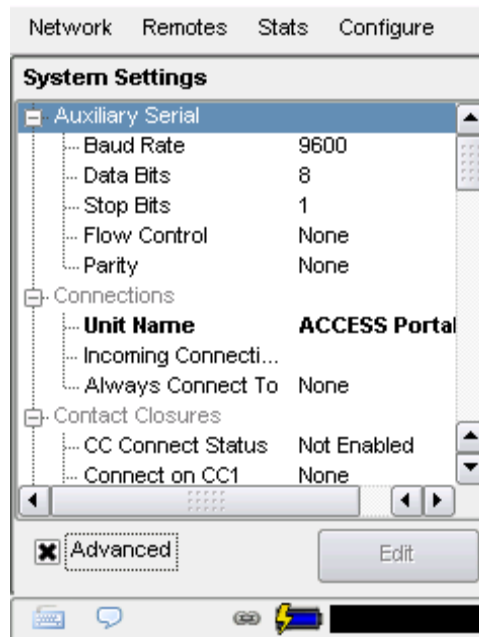 Network Remotes Stats Configure
System Settings
Auxiliary Serial
Baud Rate 9600
Data Bits 8
Stop Bits 1
Flow Control None
Parity None
Connections
Unit Name ACCESS Portal
Incoming Connecti...
Always Connect To None
Contact Closures
CC Connect Status Not Enabled
Connect on CC1 None
Advanced Edit